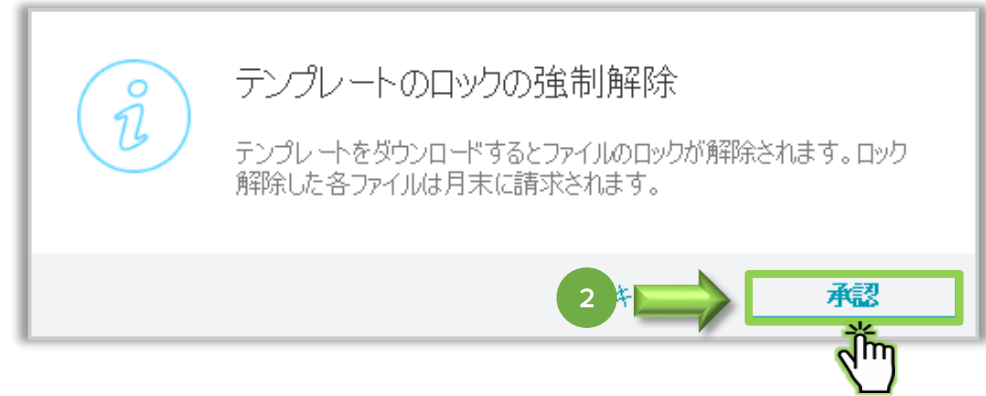 テンプレートのロックの強制解除
テンプレートをダウンロードするとファイルのロックが解除されます。ロック
解除した各ファイルは月末に請求されます。
2
承認